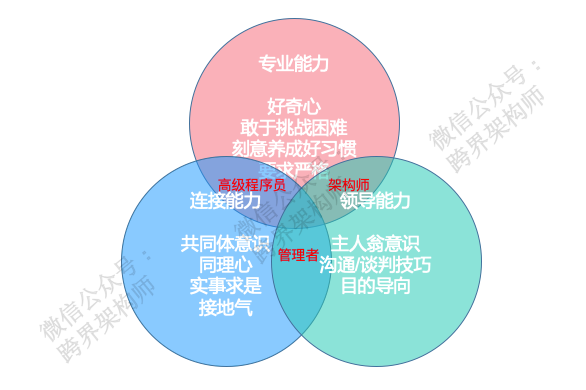 专业能力
好奇心
敢于挑战困难
刻意养成好习惯
要求严格
高级程序员
架构师
连接能力
共同体意识
同理心
实事求是
接地气
管理者
领导能力
主人翁意识
沟通/谈判技巧
目的导向
微信公众号：
跨界架构师
微信公众号：
跨界架构师
微信公众号：
跨界架构师